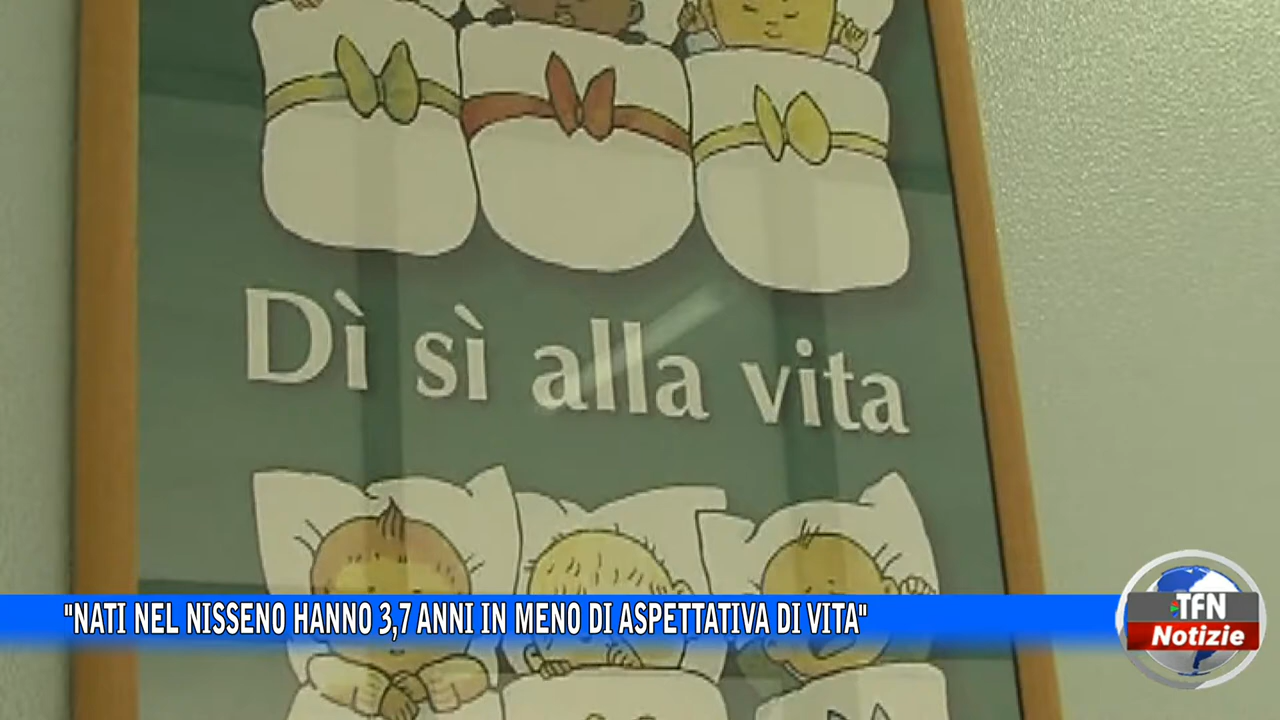 Dì sì alla vita
"NATI NEL NISSENO HANNO 3,7 ANNI IN MENO DI ASPETTATIVA DI VITA"
TFN
Notizie